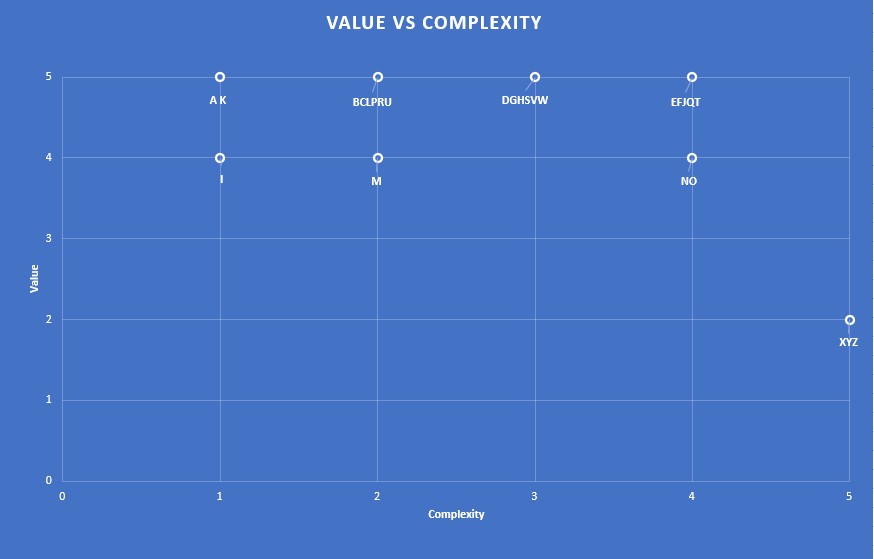 VALUE VS COMPLEXITY
5
A K
BCLPRU
DGHSVW
EFJQT
4
I
M
NO
3
Value
2
XYZ
1
0
0 1 2 3 4 5
Complexity